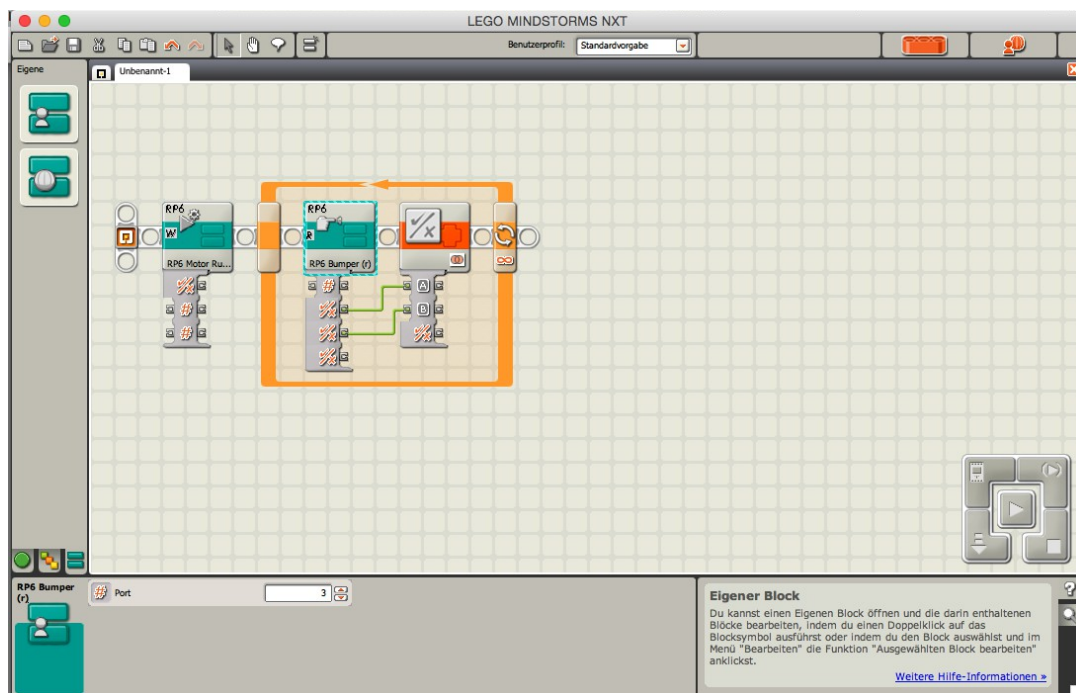 LEGO MINDSTORMS NXT
Benutzerprofil: Standardvorgabe
Eigene
Unbenannt-1
RP6
W
RP6 Motor Ru...
RP6
R
RP6 Bumper (r)
A
B
RP6 Bumper
(r)
Port
3
Eigener Block
Du kannst einen Eigenen Block öffnen und die darin enthaltenen
Blöcke bearbeiten, indem du einen Doppelklick auf das
Blocksymbol ausführst oder indem du den Block auswählst und im
Menü "Bearbeiten" die Funktion "Ausgewählten Block bearbeiten"
anklickst.
Weitere Hilfe-Informationen »